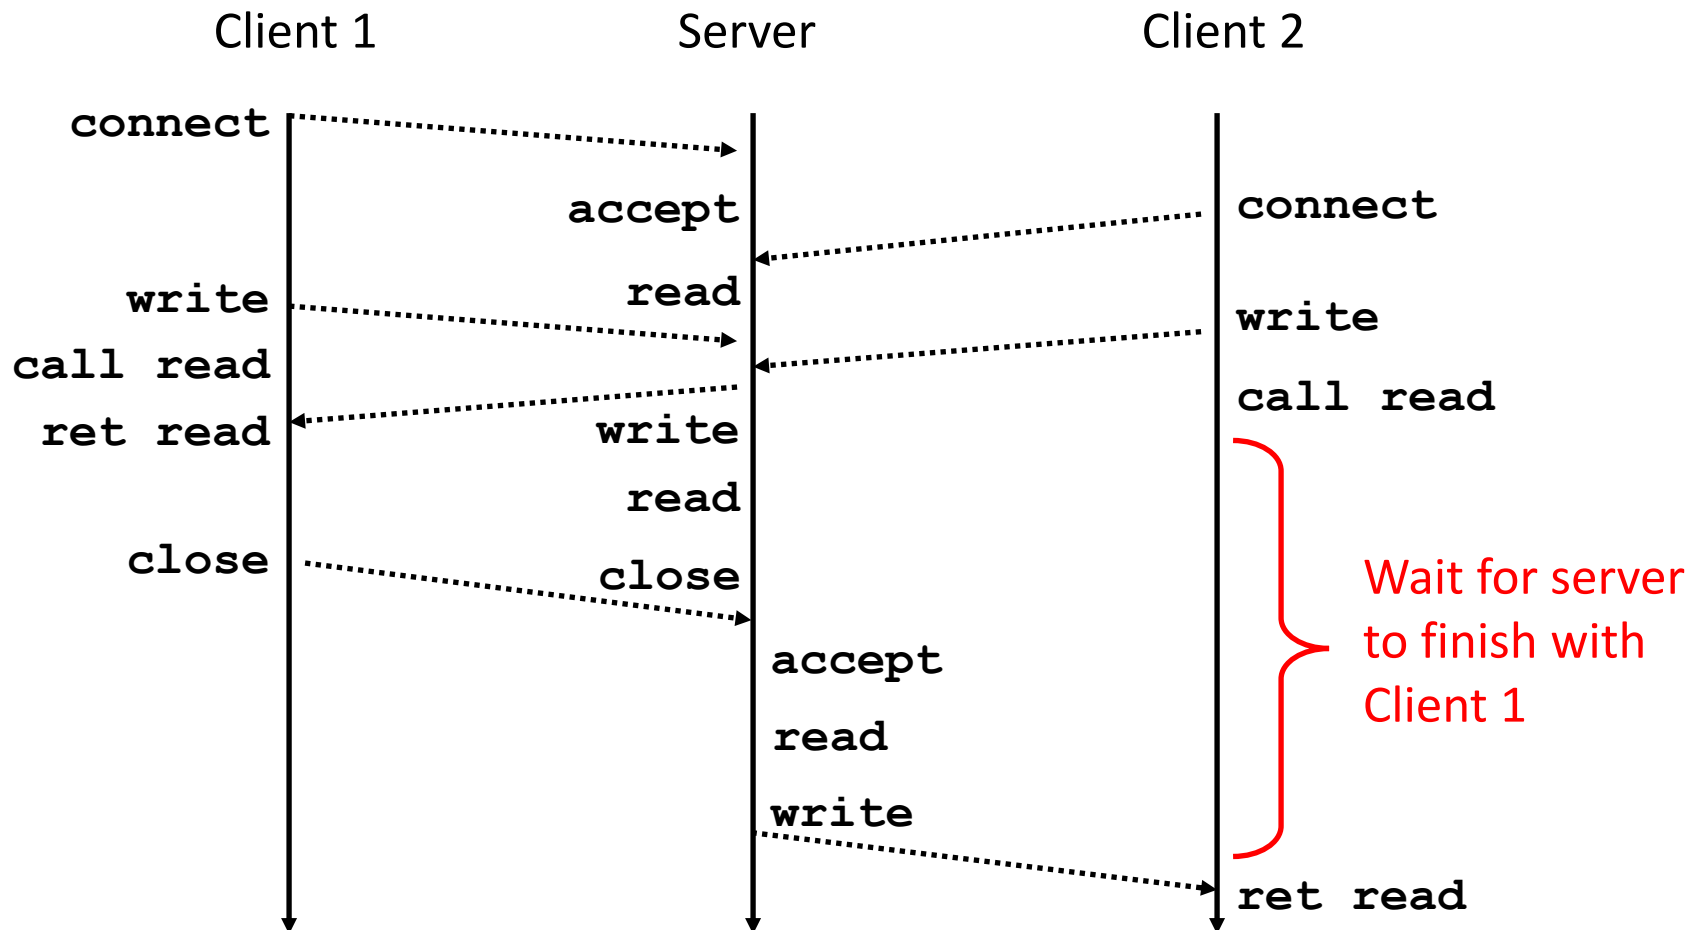 Client 1
Server
Client 2
connect
accept
connect
write
read
write
call read
call read
ret read
write
read
close
close
Wait for server
to finish with
Client 1
accept
read
write
ret read